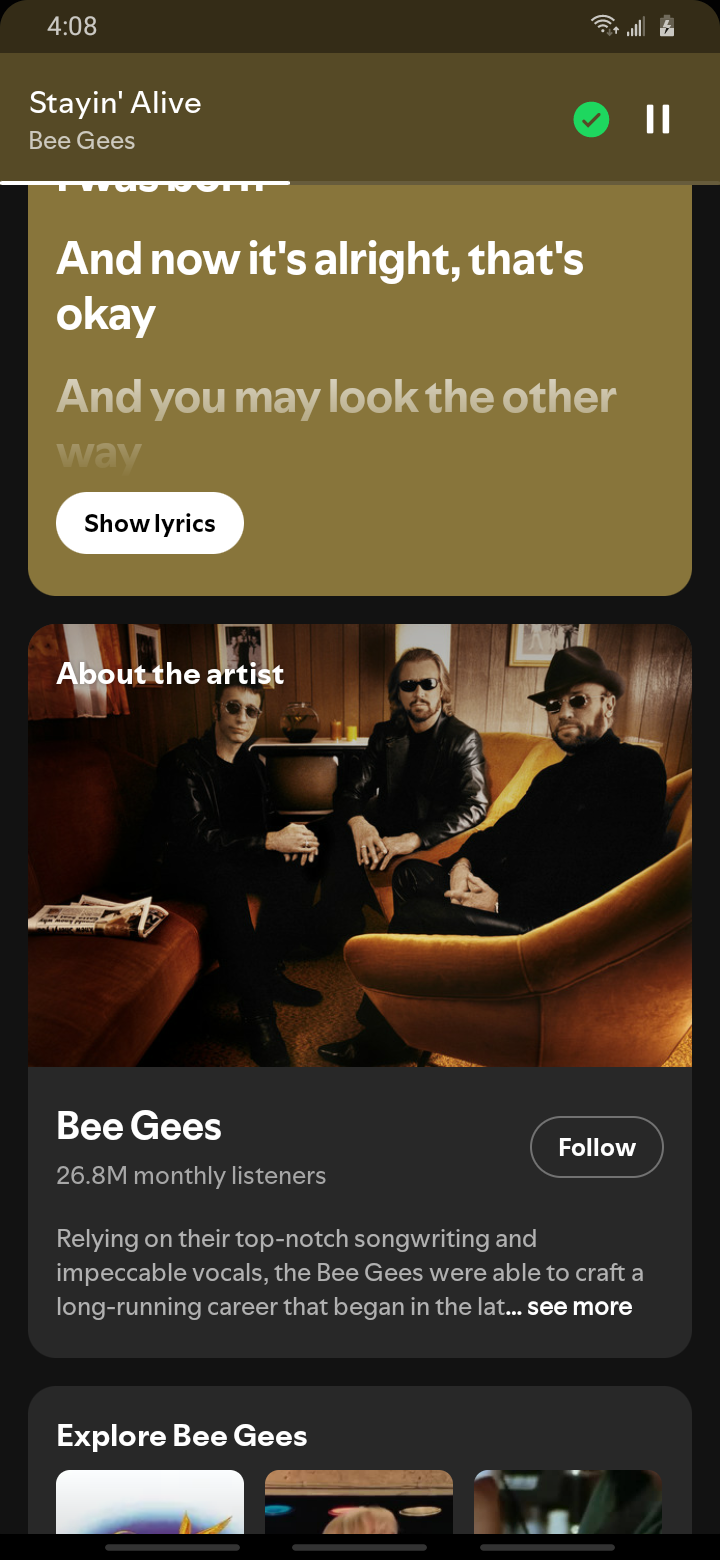 4:08
Stayin' Alive
Bee Gees
I was born
And now it's alright, that's
okay
And you may look the other
way
Show lyrics
About the artist
Bee Gees
26.8M monthly listeners
Follow
Relying on their top-notch songwriting and
impeccable vocals, the Bee Gees were able to craft a
long-running career that began in the lat... see more
Explore Bee Gees